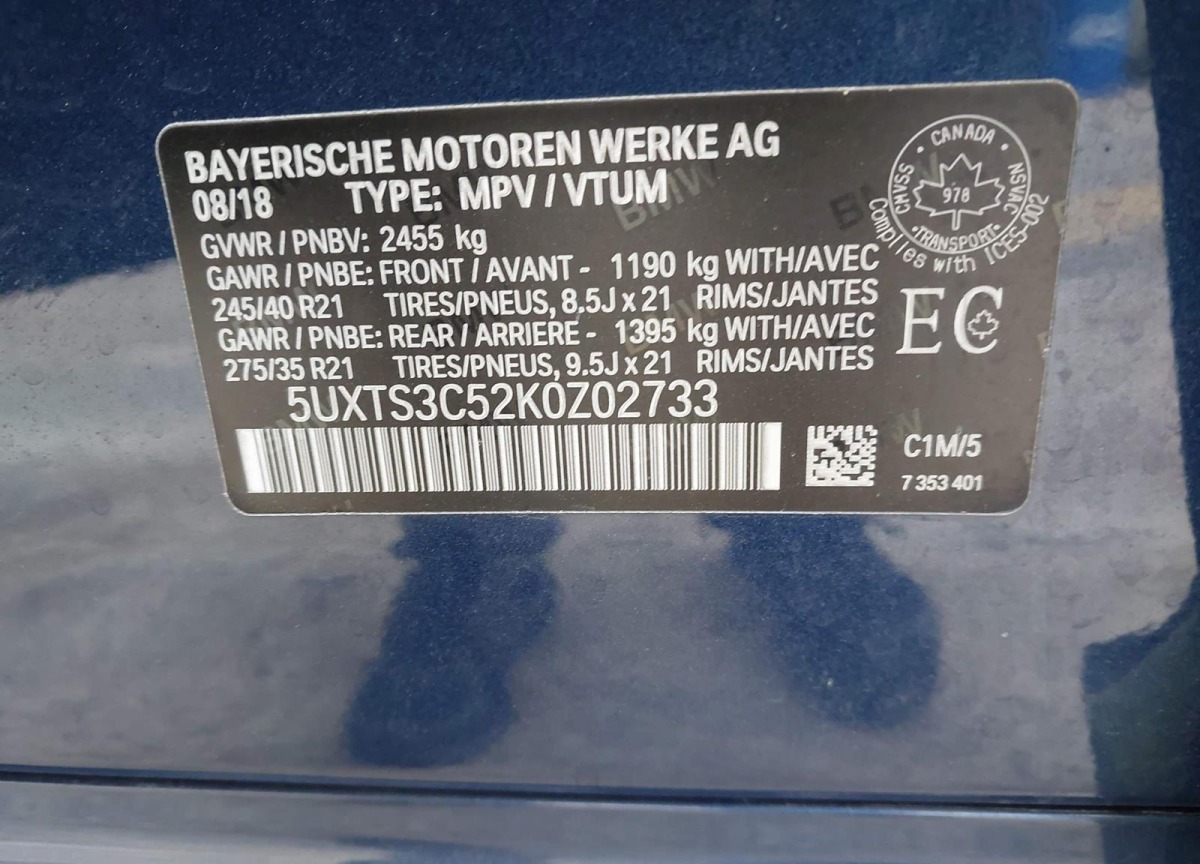 BAYERISCHE MOTOREN WERKE AG
08/18 TYPE: MPV / VTUM
GVWR / PNBV: 2455 kg
GAWR / PNBE: FRONT / AVANT - 1190 kg WITH/AVEC
245/40 R21 TIRES/PNEUS, 8.5J x 21 RIMS/JANTES
GAWR / PNBE: REAR / ARRIERE - 1395 kg WITH/AVEC
275/35 R21 TIRES/PNEUS, 9.5J x 21 RIMS/JANTES
5UXTS3C52K0Z02733
• CANADA •
CMVSS
978
NSVAC
• TRANSPORT •
Complies with ICES-002
EC
C1M/5
7 353 401
BMW